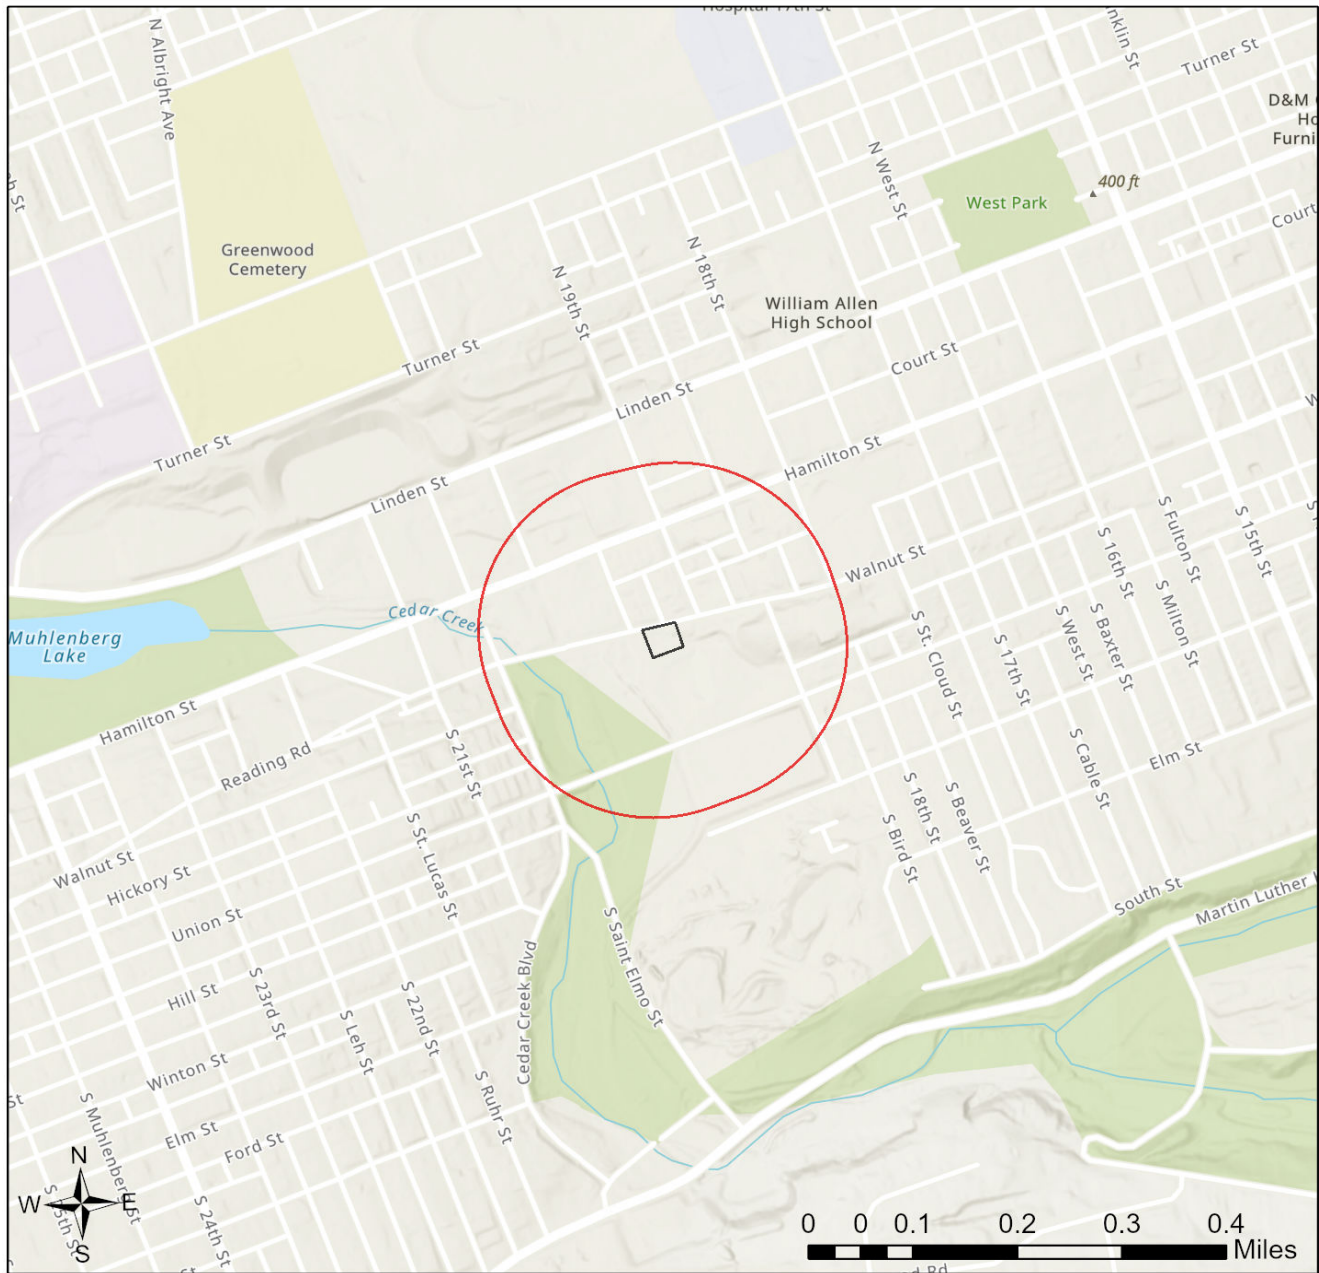 Hospital 17th St
N Albright Ave
Turner St
D&M
Furni
N West St
400 ft
West Park
Court
Greenwood
Cemetery
N 18th St
N 19th St
William Allen
High School
Turner St
Court St
Linden St
Turner St
Hamilton St
Linden St
S Fulton St
S 15th St
S 16th St
Walnut St
S Milton St
Cedar Creek
S Baxter St
S West St
S St. Cloud St
S 17th St
Muhlenberg
Lake
Hamilton St
S 21st St
Reading Rd
S Cable St
Elm St
S 18th St
S Beaver St
S Bird St
S St. Lucas St
Walnut St
Hickory St
South St
Martin Luther
Union St
S Saint Elmo St
Cedar Creek Blvd
Hill St
S 23rd St
S 22nd St
S Leh St
Winton St
St
S Ruhr St
S Muhlenberg St
Elm St
Ford St
N
W E
S
S 24th St
0 0 0.1 0.2 0.3 0.4
Miles
Rd